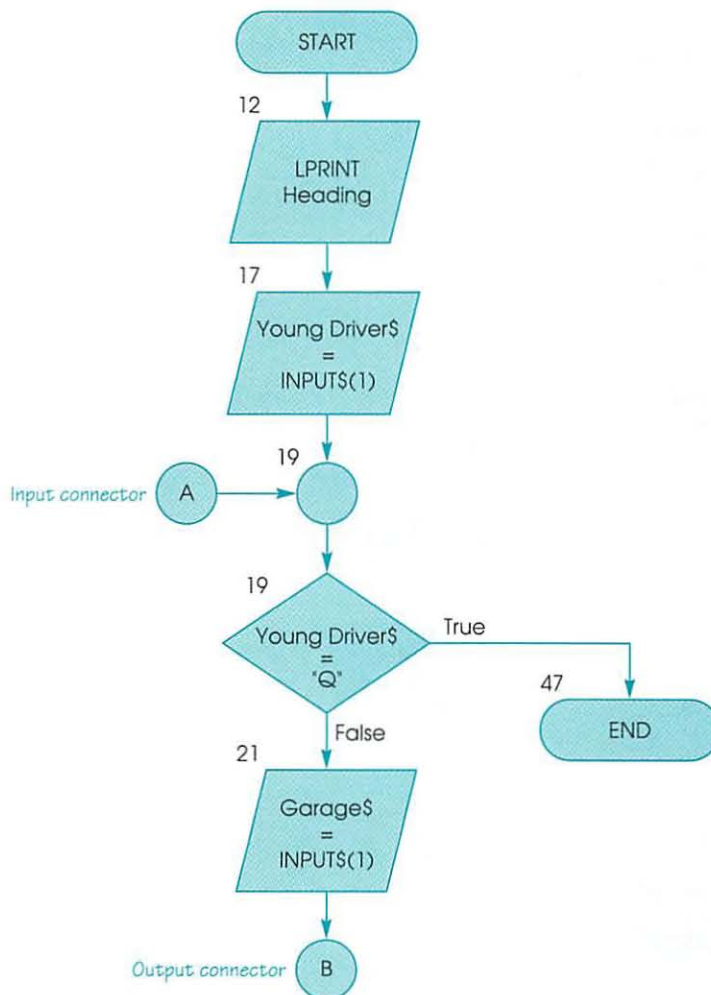 START
12
LPRINT
Heading
17
Young Driver$
=
INPUT$(1)
19
Input connector
A
19
Young Driver$
=
"Q"
True
47
END
False
21
Garage$
=
INPUT$(1)
Output connector
B